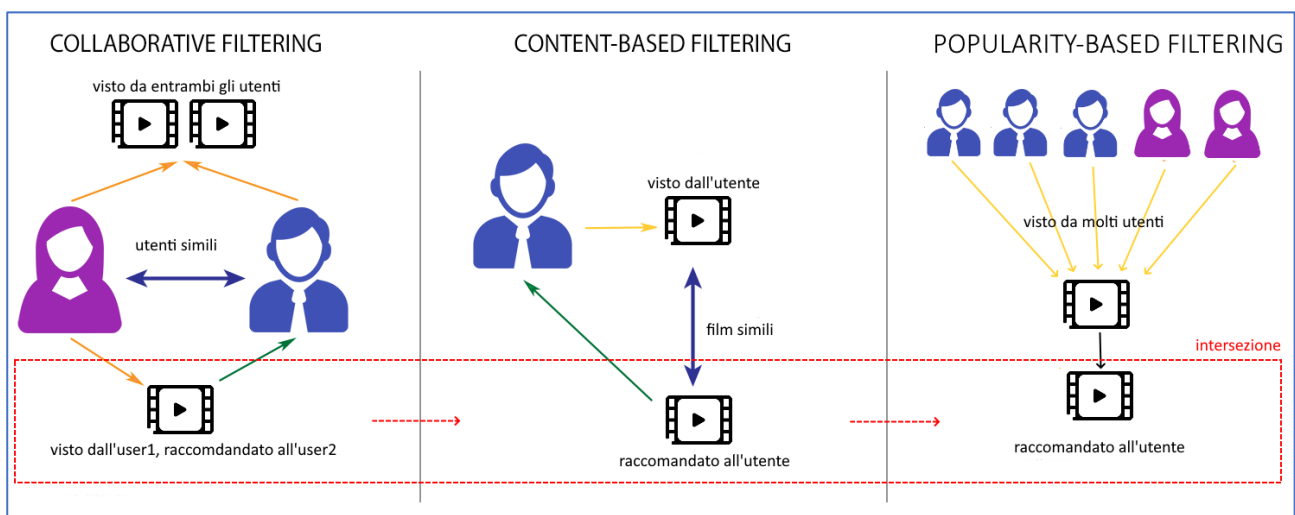 COLLABORATIVE FILTERING
visto da entrambi gli utenti
utenti simili
visto dall'user1, raccomdandato all'user2
CONTENT-BASED FILTERING
visto dall'utente
film simili
raccomandato all'utente
POPULARITY-BASED FILTERING
visto da molti utenti
intersezione
raccomandato all'utente